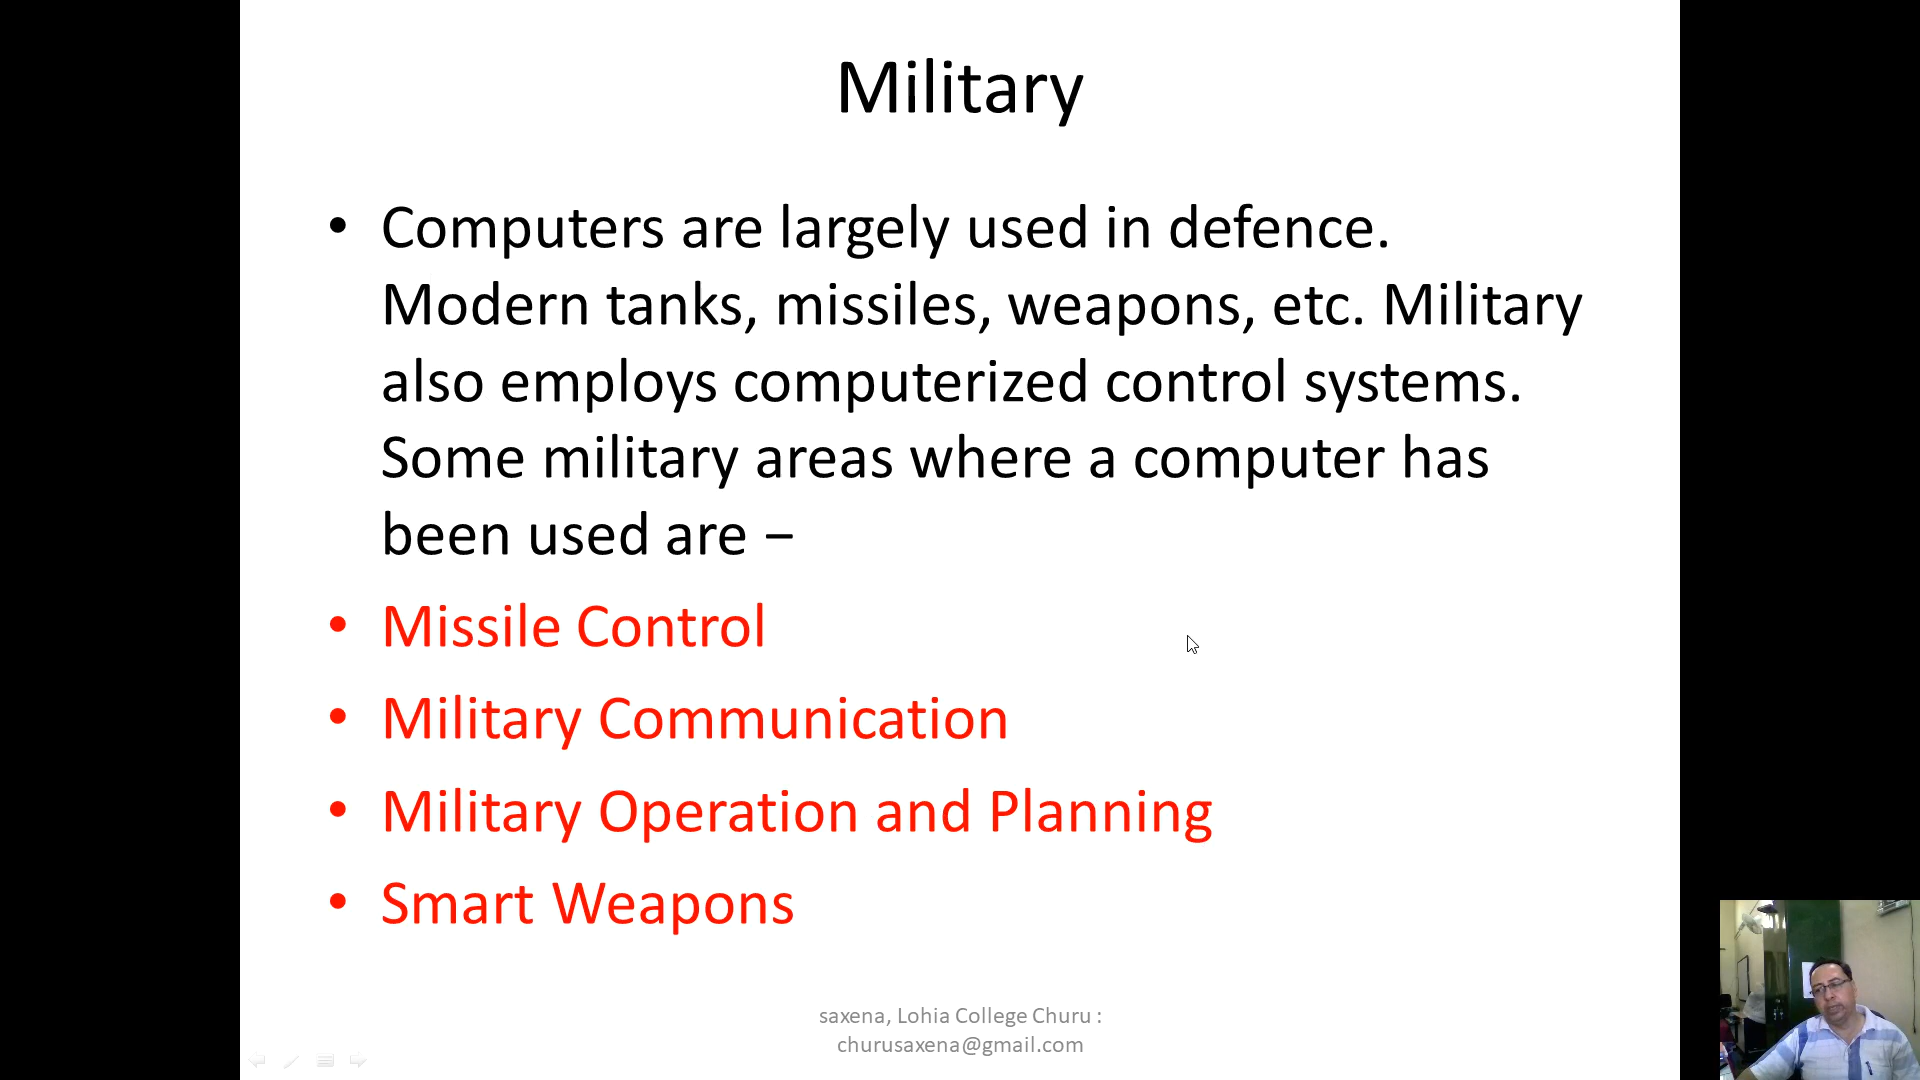 Military
• Computers are largely used in defence.
Modern tanks, missiles, weapons, etc. Military
also employs computerized control systems.
Some military areas where a computer has
been used are −
• Missile Control
• Military Communication
• Military Operation and Planning
• Smart Weapons
saxena, Lohia College Churu :
churusaxena@gmail.com